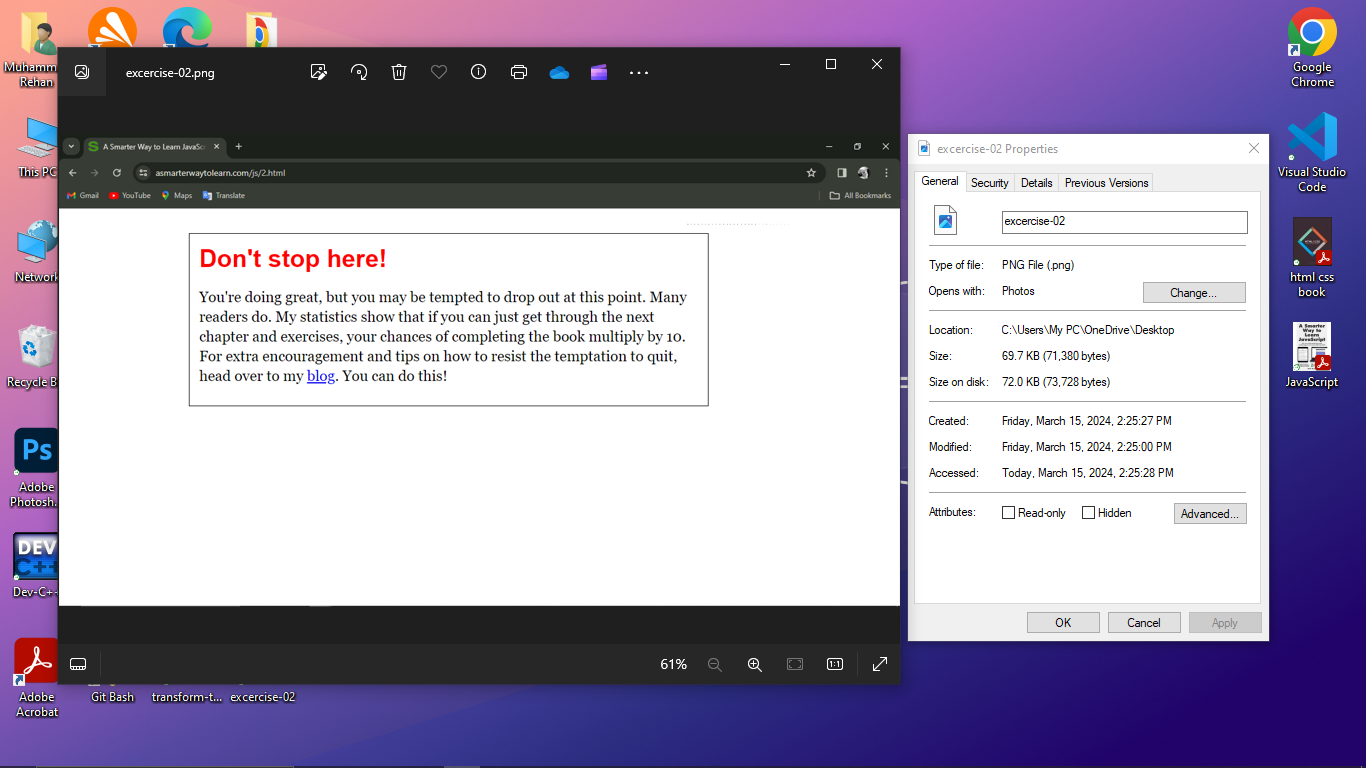 Muhamm...
Rehan
This PC
Network
Recycle B
Ps
Adobe
Photosh...
DEV
C++
Dev-C++
Adobe
Acrobat
Git Bash
transform-t...
excercise-02
excercise-02.png
A Smarter Way to Learn JavaSc
asmarterwaytolearn.com/js/2.html
Gmail
YouTube
Maps
Translate
All Bookmarks
Don't stop here!
You're doing great, but you may be tempted to drop out at this point. Many
readers do. My statistics show that if you can just get through the next
chapter and exercises, your chances of completing the book multiply by 10.
For extra encouragement and tips on how to resist the temptation to quit,
head over to my blog. You can do this!
61%
1:1
excercise-02 Properties
General
Security
Details
Previous Versions
excercise-02
Type of file: PNG File (.png)
Opens with: Photos
Change...
Location: C:\Users\My PC\OneDrive\Desktop
Size: 69.7 KB (71,380 bytes)
Size on disk: 72.0 KB (73,728 bytes)
Created: Friday, March 15, 2024, 2:25:27 PM
Modified: Friday, March 15, 2024, 2:25:00 PM
Accessed: Today, March 15, 2024, 2:25:28 PM
Attributes: Read-only Hidden
Advanced...
OK
Cancel
Apply
Google
Chrome
Visual Studio
Code
html css
book
A Smarter
Way to
Learn
JavaScript
JavaScript